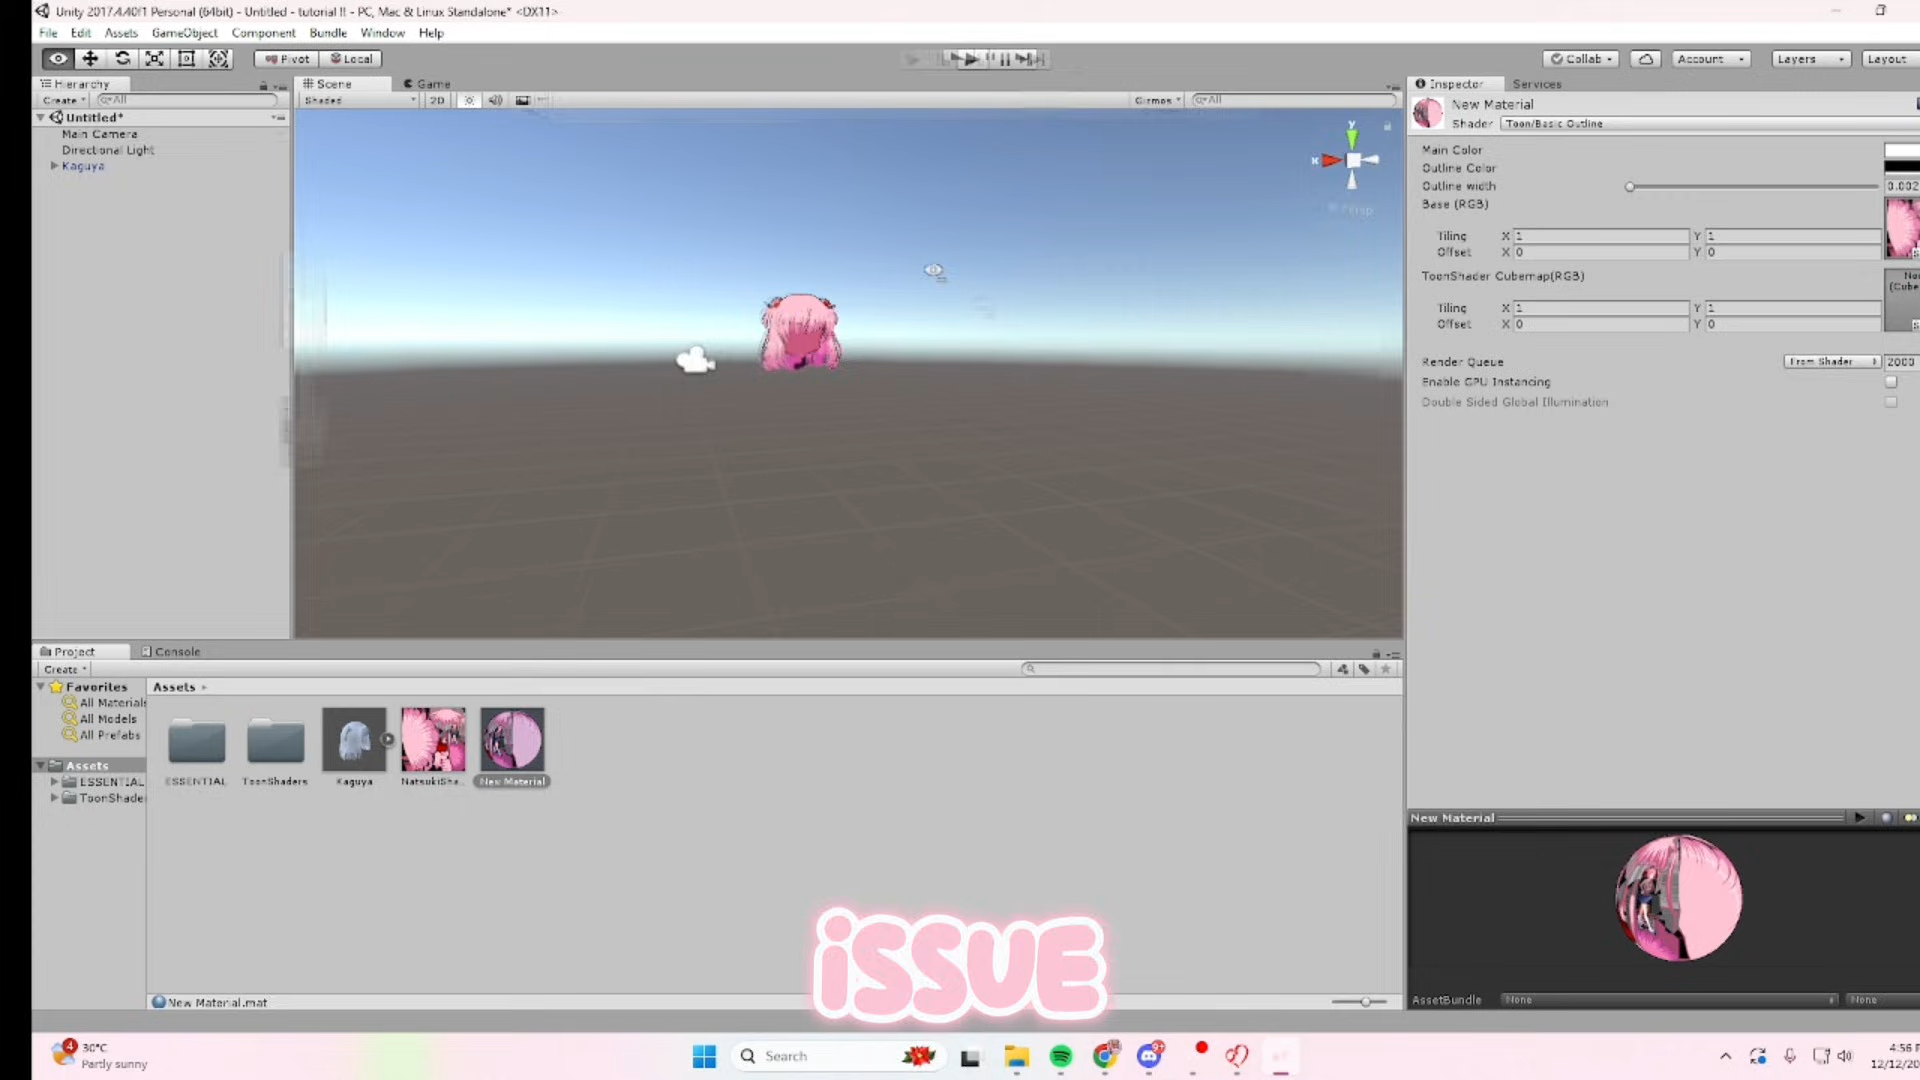 Unity 2017.4.40f1 Personal (64bit) - Untitled - tutorial !! - PC, Mac & Linux Standalone* <DX11>
File Edit Assets GameObject Component Bundle Window Help
Pivot Local Collab Account Layers Layout
Hierarchy Scene Game Inspector Services
Create All Shaded 2D Gizmos All
New Material
Shader Toon/Basic Outline
Untitled*
Main Camera
Directional Light
Kaguya
y
x
Persp
Main Color
Outline Color
Outline width 0.002
Base (RGB)
Tiling X 1 Y 1
Offset X 0 Y 0
ToonShader Cubemap(RGB)
(Cube
Tiling X 1 Y 1
Offset X 0 Y 0
Render Queue From Shader 2000
Enable GPU Instancing
Double Sided Global Illumination
Project Console
Create
Favorites
All Materials
All Models
All Prefabs
Assets
ESSENTIAL
ToonShade
Assets
ESSENTIAL ToonShaders Kaguya NatsukiSha... New Material
New Material.mat
New Material
AssetBundle None None
iSSUE
4
30°C
Partly sunny
Search
4:56 P
12/12/20